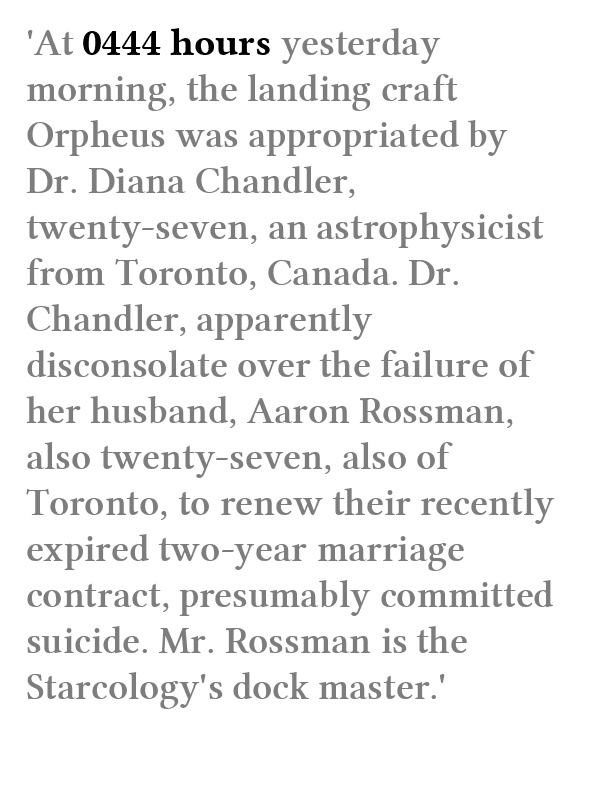 'At 0444 hours yesterday
morning, the landing craft
Orpheus was appropriated by
Dr. Diana Chandler,
twenty-seven, an astrophysicist
from Toronto, Canada. Dr.
Chandler, apparently
disconsolate over the failure of
her husband, Aaron Rossman,
also twenty-seven, also of
Toronto, to renew their recently
expired two-year marriage
contract, presumably committed
suicide. Mr. Rossman is the
Starcology's dock master.'